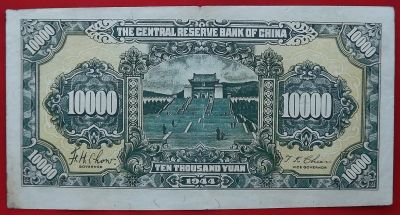 10000 THE CENTRAL RESERVE BANK OF CHINA 10000
10000 10000
GOVERNOR
VICE GOVERNOR
10000 TEN THOUSAND YUAN 10000
1944